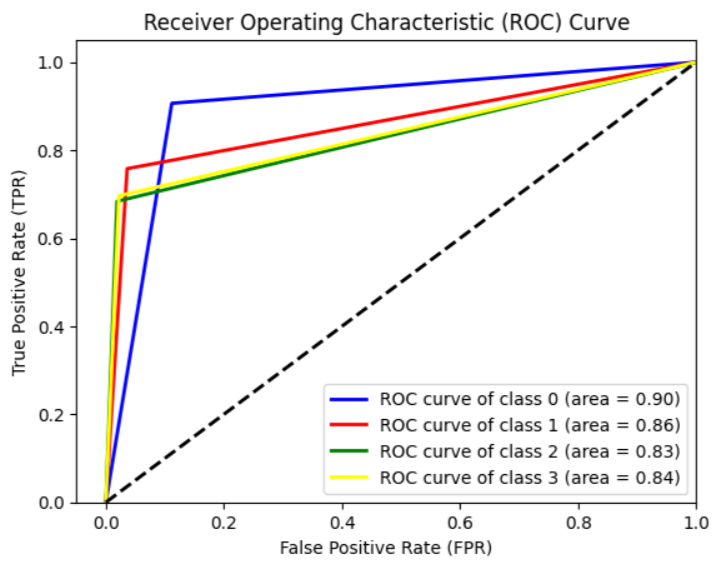 Receiver Operating Characteristic (ROC) Curve
1.0
0.8
0.6
0.4
0.2
0.0
True Positive Rate (TPR)
ROC curve of class 0 (area = 0.90)
ROC curve of class 1 (area = 0.86)
ROC curve of class 2 (area = 0.83)
ROC curve of class 3 (area = 0.84)
0.0 0.2 0.4 0.6 0.8 1.0
False Positive Rate (FPR)